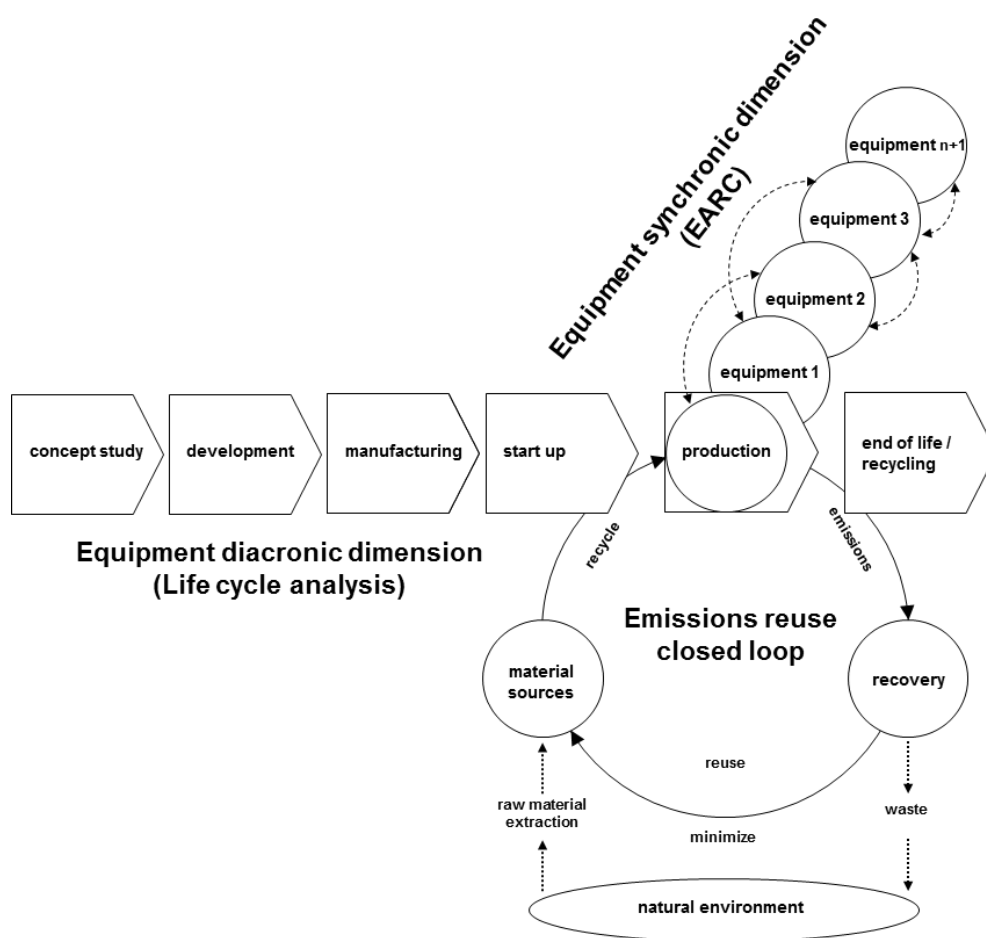 Equipment synchronic dimension
(EARC)
equipment n+1
equipment 3
equipment 2
equipment 1
concept study
development
manufacturing
start up
production
end of life /
recycling
Equipment diacronic dimension
(Life cycle analysis)
recycle
emissions
Emissions reuse
closed loop
material
sources
recovery
reuse
raw material
extraction
waste
minimize
natural environment